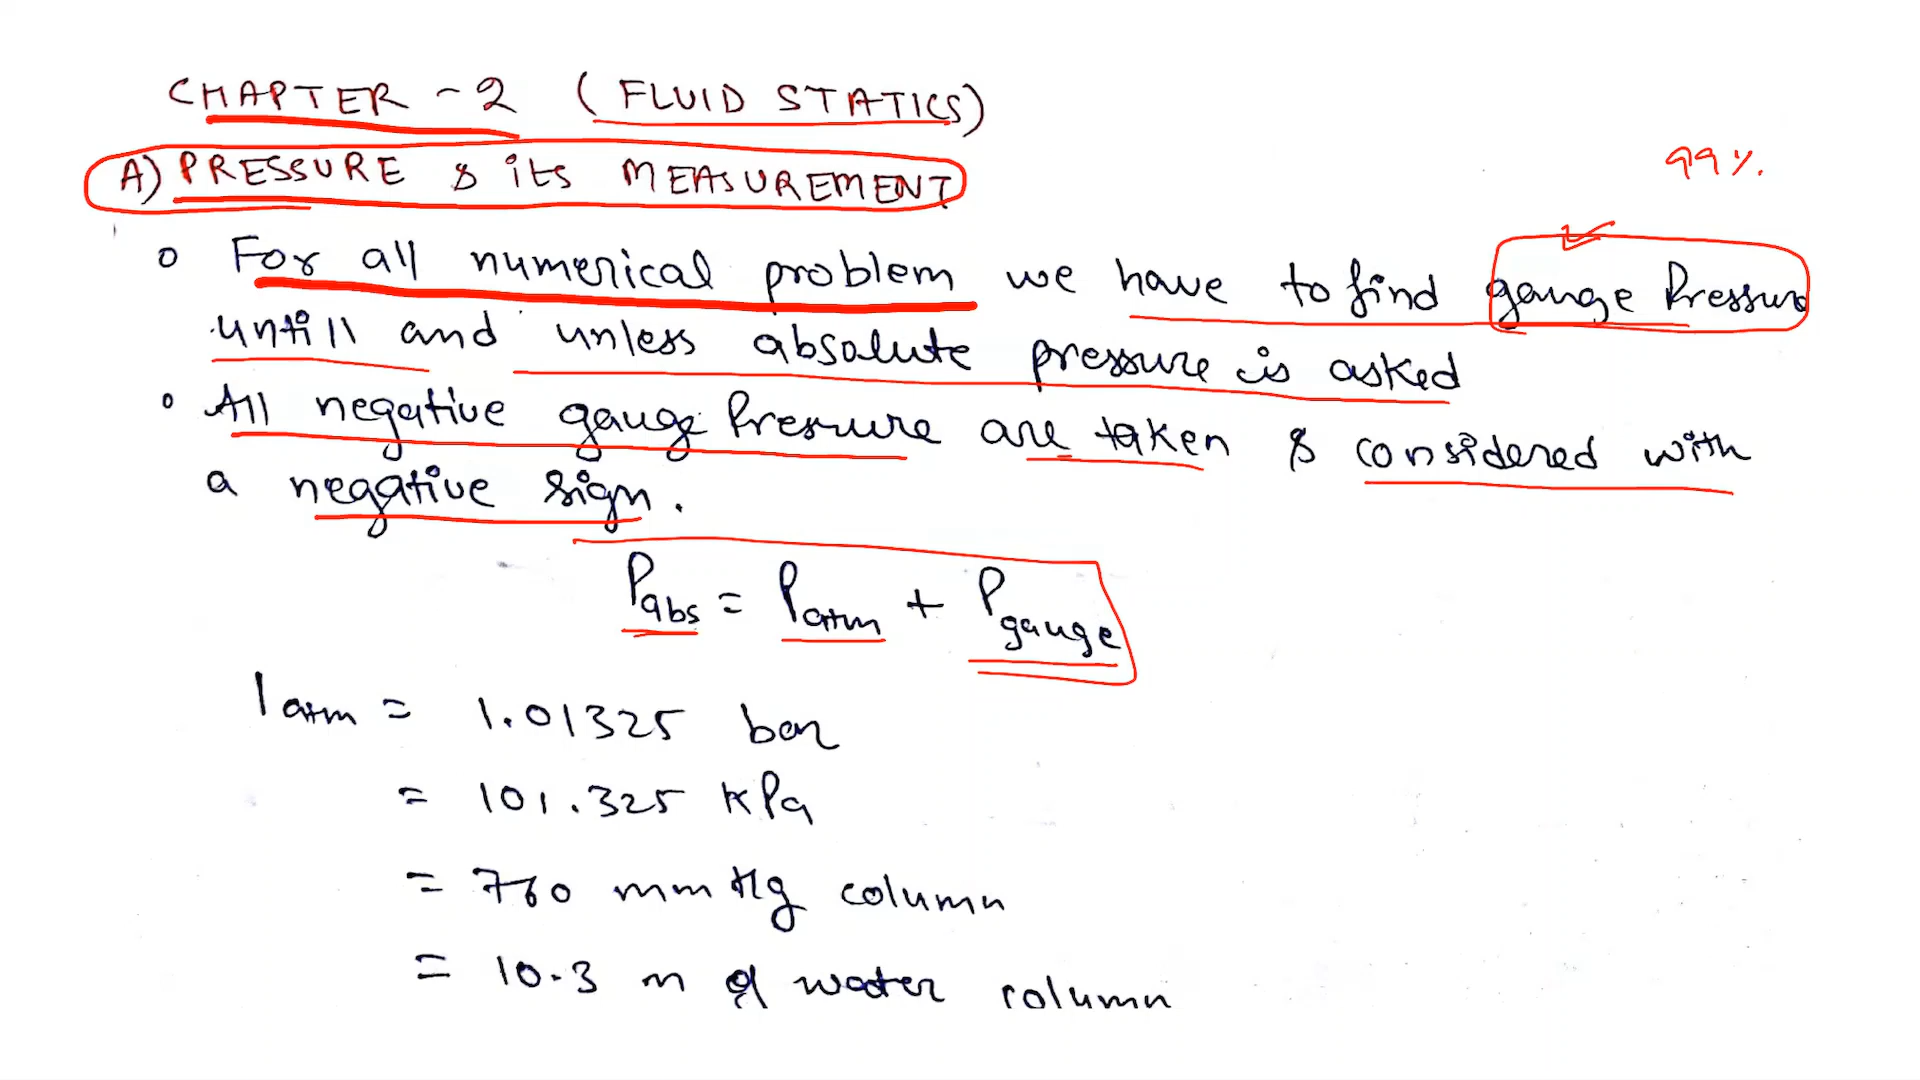 CHAPTER - 2 (FLUID STATICS)
99%.
A) PRESSURE & its MEASUREMENT
o For all numerical problem we have to find gauge Pressure
untill and unless absolute pressure is asked
o All negative gauge Pressure are taken & considered with
a negative sign.
Pabs = Patm + Pgauge
1 atm = 1.01325 bar
= 101.325 KPa
= 760 mm Hg column
= 10.3 m of water column